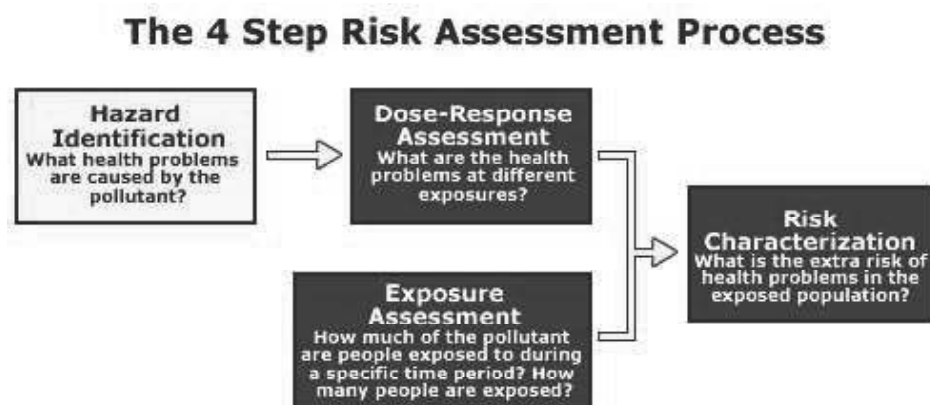 The 4 Step Risk Assessment Process
Hazard
Identification
What health problems
are caused by the
pollutant?
Dose-Response
Assessment
What are the health
problems at different
exposures?
Exposure
Assessment
How much of the pollutant
are people exposed to during
a specific time period? How
many people are exposed?
Risk
Characterization
What is the extra risk of
health problems in the
exposed population?